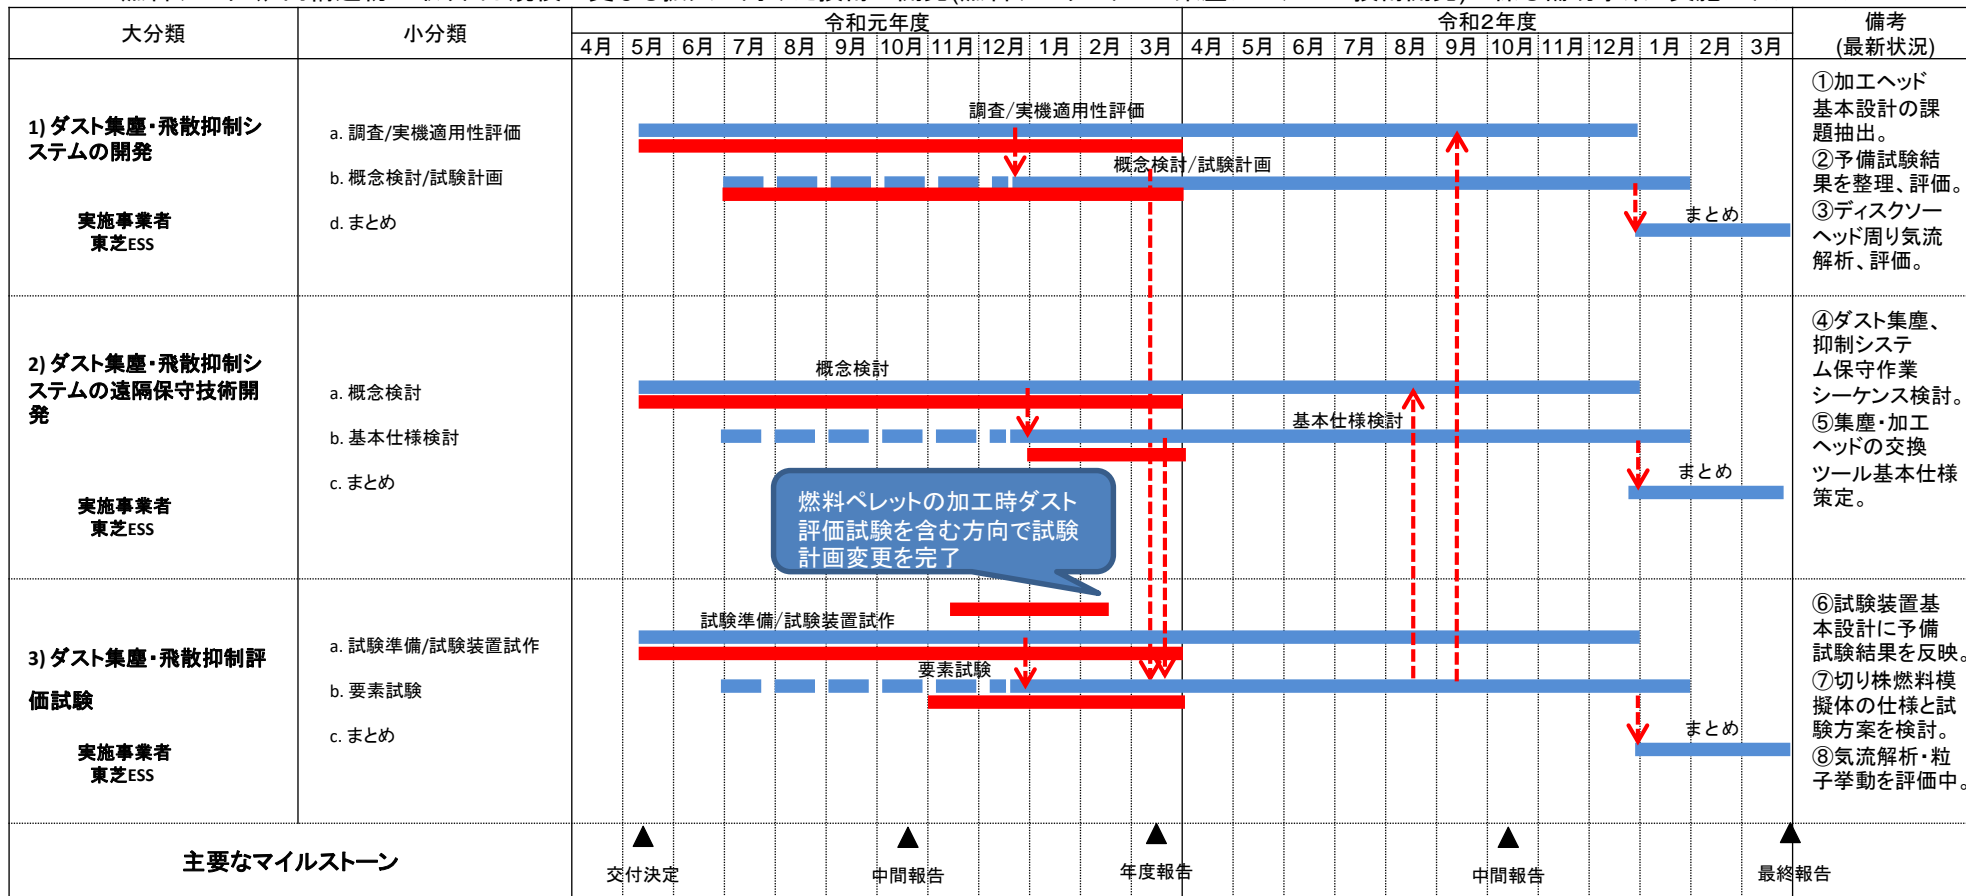 大分類
小分類
令和元年度
令和2年度
備考
(最新状況)
4月 5月 6月 7月 8月 9月 10月 11月 12月 1月 2月 3月 4月 5月 6月 7月 8月 9月 10月 11月 12月 1月 2月 3月
1) ダスト集塵・飛散抑制シ
ステムの開発
実施事業者
東芝ESS
a. 調査/実機適用性評価
b. 概念検討/試験計画
d. まとめ
調査/実機適用性評価
概念検討/試験計画
まとめ
①加工ヘッド
基本設計の課
題抽出。
②予備試験結
果を整理、評価。
③ディスクソー
ヘッド周り気流
解析、評価。
2) ダスト集塵・飛散抑制シ
ステムの遠隔保守技術開
発
実施事業者
東芝ESS
a. 概念検討
b. 基本仕様検討
c. まとめ
概念検討
基本仕様検討
まとめ
燃料ペレットの加工時ダスト
評価試験を含む方向で試験
計画変更を完了
④ダスト集塵、
抑制システ
ム保守作業
シーケンス検討。
⑤集塵・加工
ヘッドの交換
ツール基本仕様
策定。
3) ダスト集塵・飛散抑制評
価試験
実施事業者
東芝ESS
a. 試験準備/試験装置試作
b. 要素試験
c. まとめ
試験準備/試験装置試作
要素試験
まとめ
⑥試験装置基
本設計に予備
試験結果を反映。
⑦切り株燃料模
擬体の仕様と試
験方案を検討。
⑧気流解析・粒
子挙動を評価中。
主要なマイルストーン
交付決定
中間報告
年度報告
中間報告
最終報告